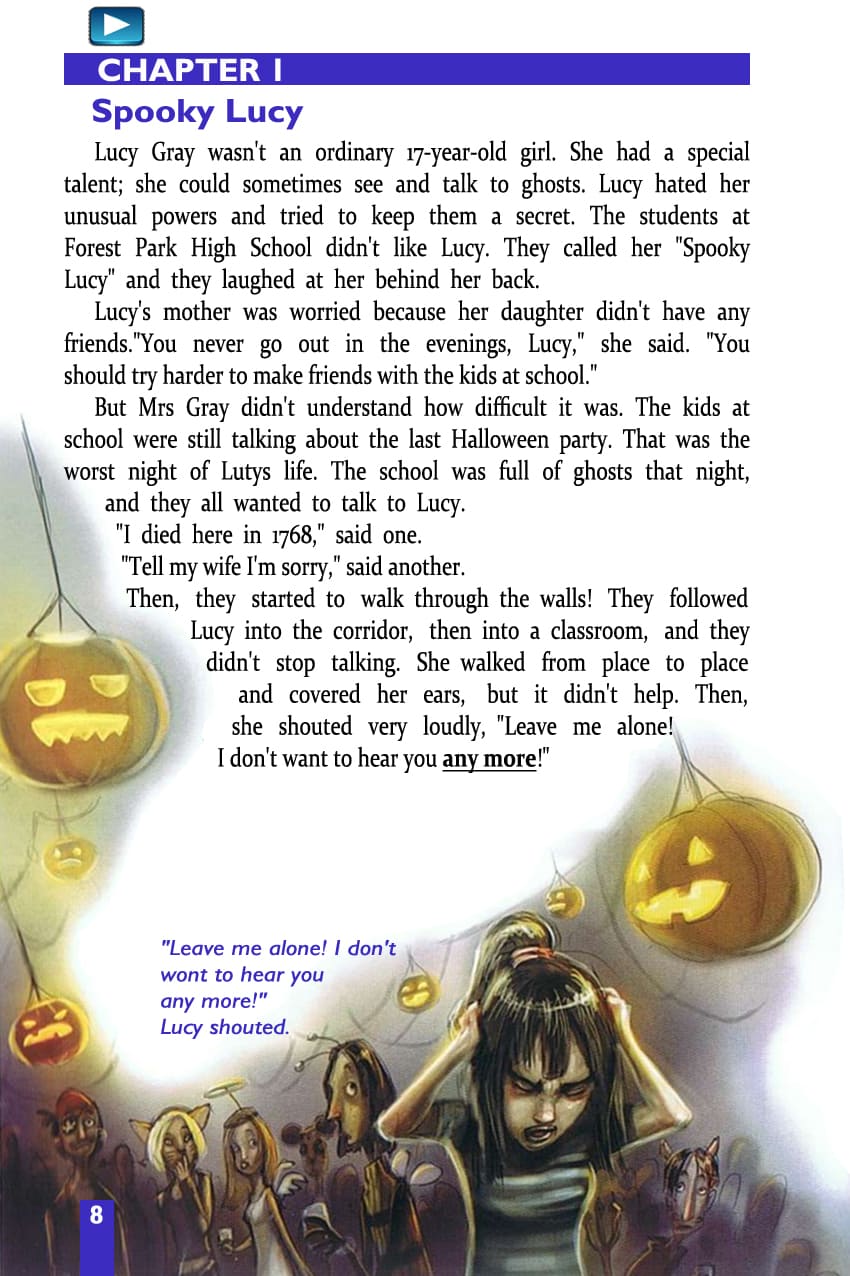 CHAPTER 1
Spooky Lucy
Lucy Gray wasn't an ordinary 17-year-old girl. She had a special
talent; she could sometimes see and talk to ghosts. Lucy hated her
unusual powers and tried to keep them a secret. The students at
Forest Park High School didn't like Lucy. They called her "Spooky
Lucy" and they laughed at her behind her back.
Lucy's mother was worried because her daughter didn't have any
friends."You never go out in the evenings, Lucy," she said. "You
should try harder to make friends with the kids at school."
But Mrs Gray didn't understand how difficult it was. The kids at
school were still talking about the last Halloween party. That was the
worst night of Lutys life. The school was full of ghosts that night,
and they all wanted to talk to Lucy.
"I died here in 1768," said one.
"Tell my wife I'm sorry," said another.
Then, they started to walk through the walls! They followed
Lucy into the corridor, then into a classroom, and they
didn't stop talking. She walked from place to place
and covered her ears, but it didn't help. Then,
she shouted very loudly, "Leave me alone!
I don't want to hear you any more!"
"Leave me alone! I don't
wont to hear you
any more!"
Lucy shouted.
8